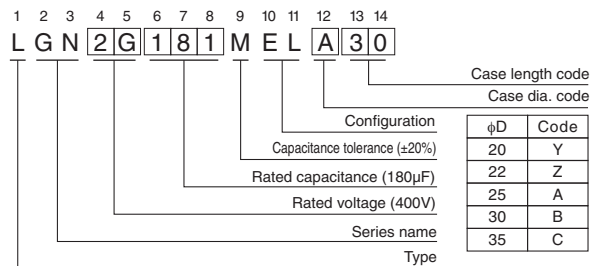 1 2 3 4 5 6 7 8 9 10 11 12 13 14
L G N 2 G 1 8 1 M E L A 3 0
Case length code
Case dia. code
Configuration
Capacitance tolerance (±20%)
Rated capacitance (180µF)
Rated voltage (400V)
Series name
Type
ϕD Code
20 Y
22 Z
25 A
30 B
35 C